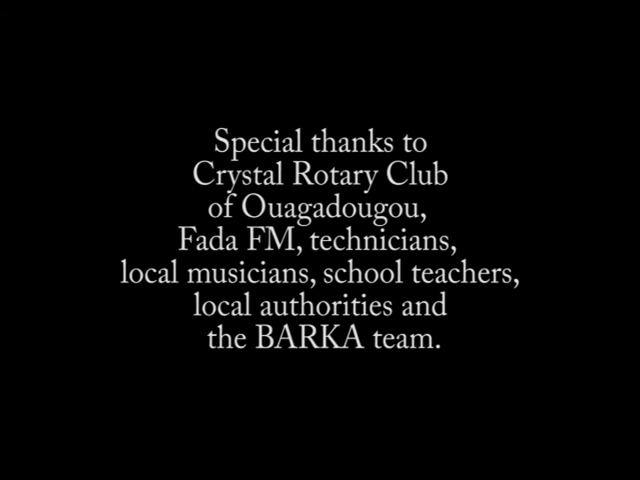 Special thanks to
Crystal Rotary Club
of Ouagadougou,
Fada FM, technicians,
local musicians, school teachers,
local authorities and
the BARKA team.